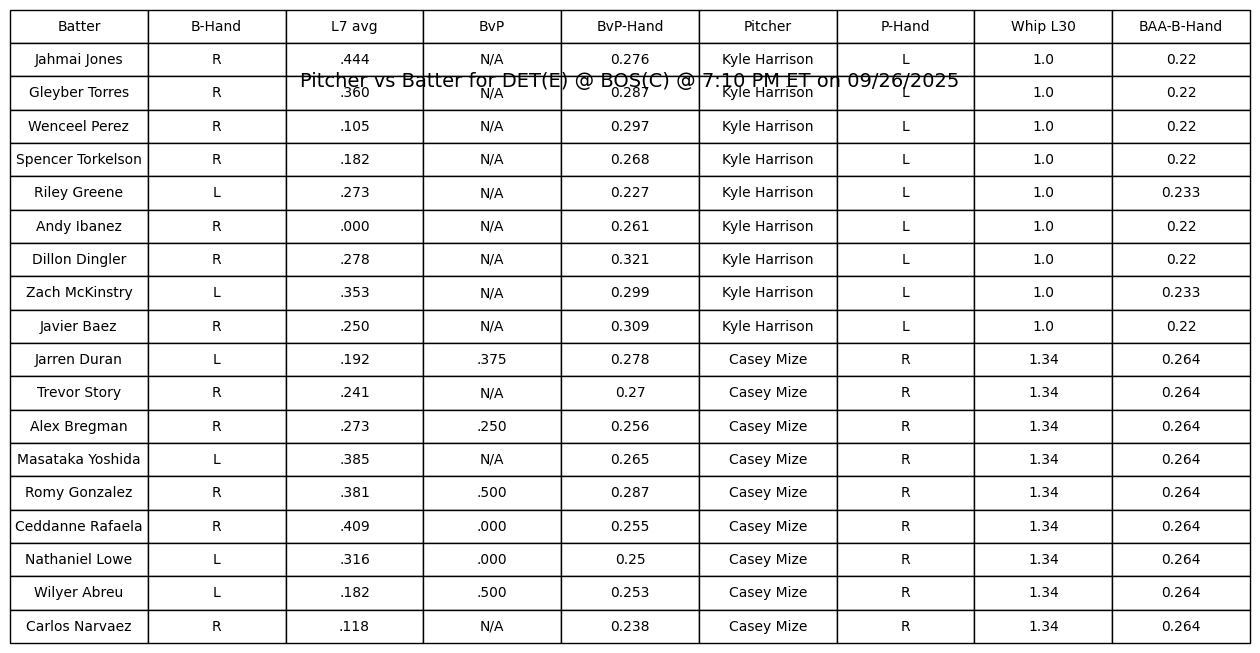 Batter B-Hand L7 avg BvP BvP-Hand Pitcher P-Hand Whip L30 BAA-B-Hand
Jahmai Jones R .444 N/A 0.276 Kyle Harrison L 1.0 0.22
Pitcher vs Batter for DET(E) @ BOS(C) @ 7:10 PM ET on 09/26/2025
Gleyber Torres R .360 N/A 0.287 Kyle Harrison L 1.0 0.22
Wenceel Perez R .105 N/A 0.297 Kyle Harrison L 1.0 0.22
Spencer Torkelson R .182 N/A 0.268 Kyle Harrison L 1.0 0.22
Riley Greene L .273 N/A 0.227 Kyle Harrison L 1.0 0.233
Andy Ibanez R .000 N/A 0.261 Kyle Harrison L 1.0 0.22
Dillon Dingler R .278 N/A 0.321 Kyle Harrison L 1.0 0.22
Zach McKinstry L .353 N/A 0.299 Kyle Harrison L 1.0 0.233
Javier Baez R .250 N/A 0.309 Kyle Harrison L 1.0 0.22
Jarren Duran L .192 .375 0.278 Casey Mize R 1.34 0.264
Trevor Story R .241 N/A 0.27 Casey Mize R 1.34 0.264
Alex Bregman R .273 .250 0.256 Casey Mize R 1.34 0.264
Masataka Yoshida L .385 N/A 0.265 Casey Mize R 1.34 0.264
Romy Gonzalez R .381 .500 0.287 Casey Mize R 1.34 0.264
Ceddanne Rafaela R .409 .000 0.255 Casey Mize R 1.34 0.264
Nathaniel Lowe L .316 .000 0.25 Casey Mize R 1.34 0.264
Wilyer Abreu L .182 .500 0.253 Casey Mize R 1.34 0.264
Carlos Narvaez R .118 N/A 0.238 Casey Mize R 1.34 0.264